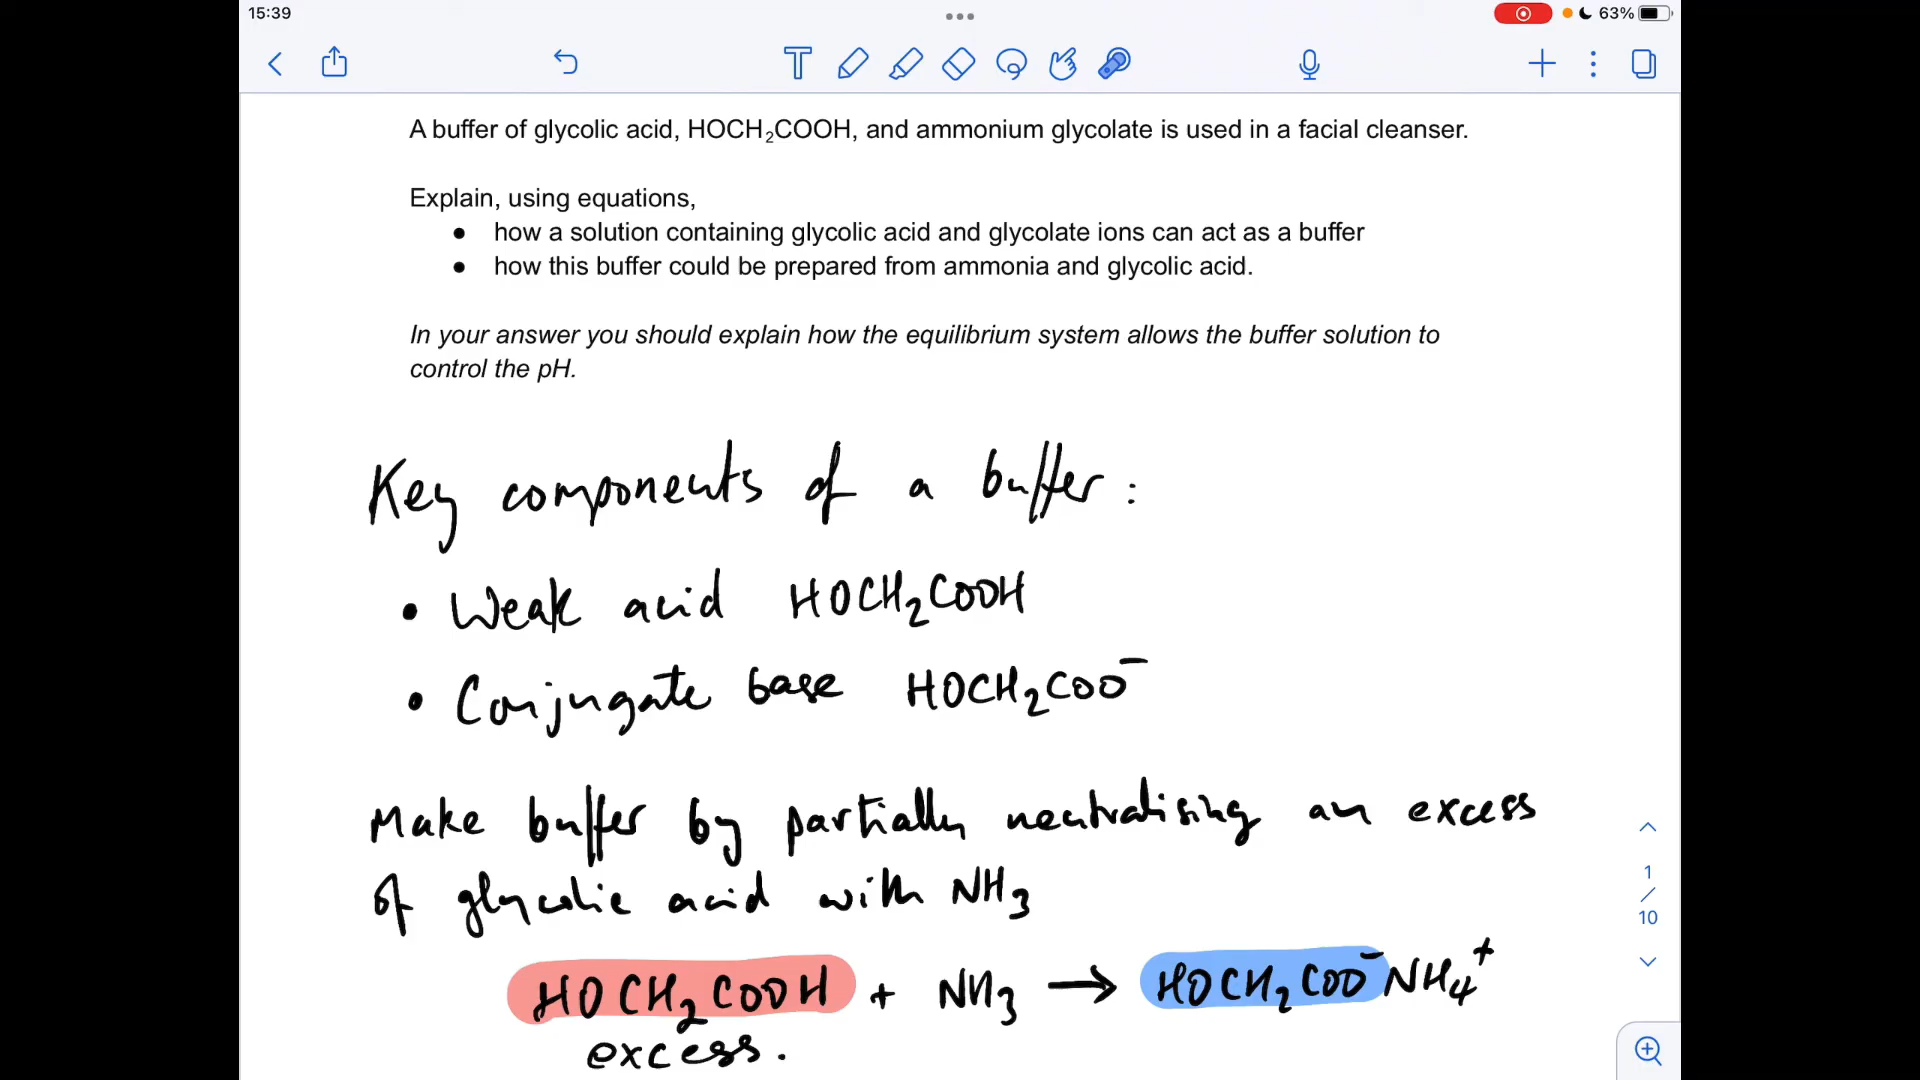 15:39
63%
A buffer of glycolic acid, HOCH₂COOH, and ammonium glycolate is used in a facial cleanser.
Explain, using equations,
● how a solution containing glycolic acid and glycolate ions can act as a buffer
● how this buffer could be prepared from ammonia and glycolic acid.
In your answer you should explain how the equilibrium system allows the buffer solution to
control the pH.
Key components of a buffer:
• Weak acid HOCH₂COOH
• Conjugate base HOCH₂COO⁻
Make buffer by partially neutralising an excess
of glycolic acid with NH₃
HOCH₂COOH + NH₃ → HOCH₂COO⁻NH₄⁺
excess.
1
/
10